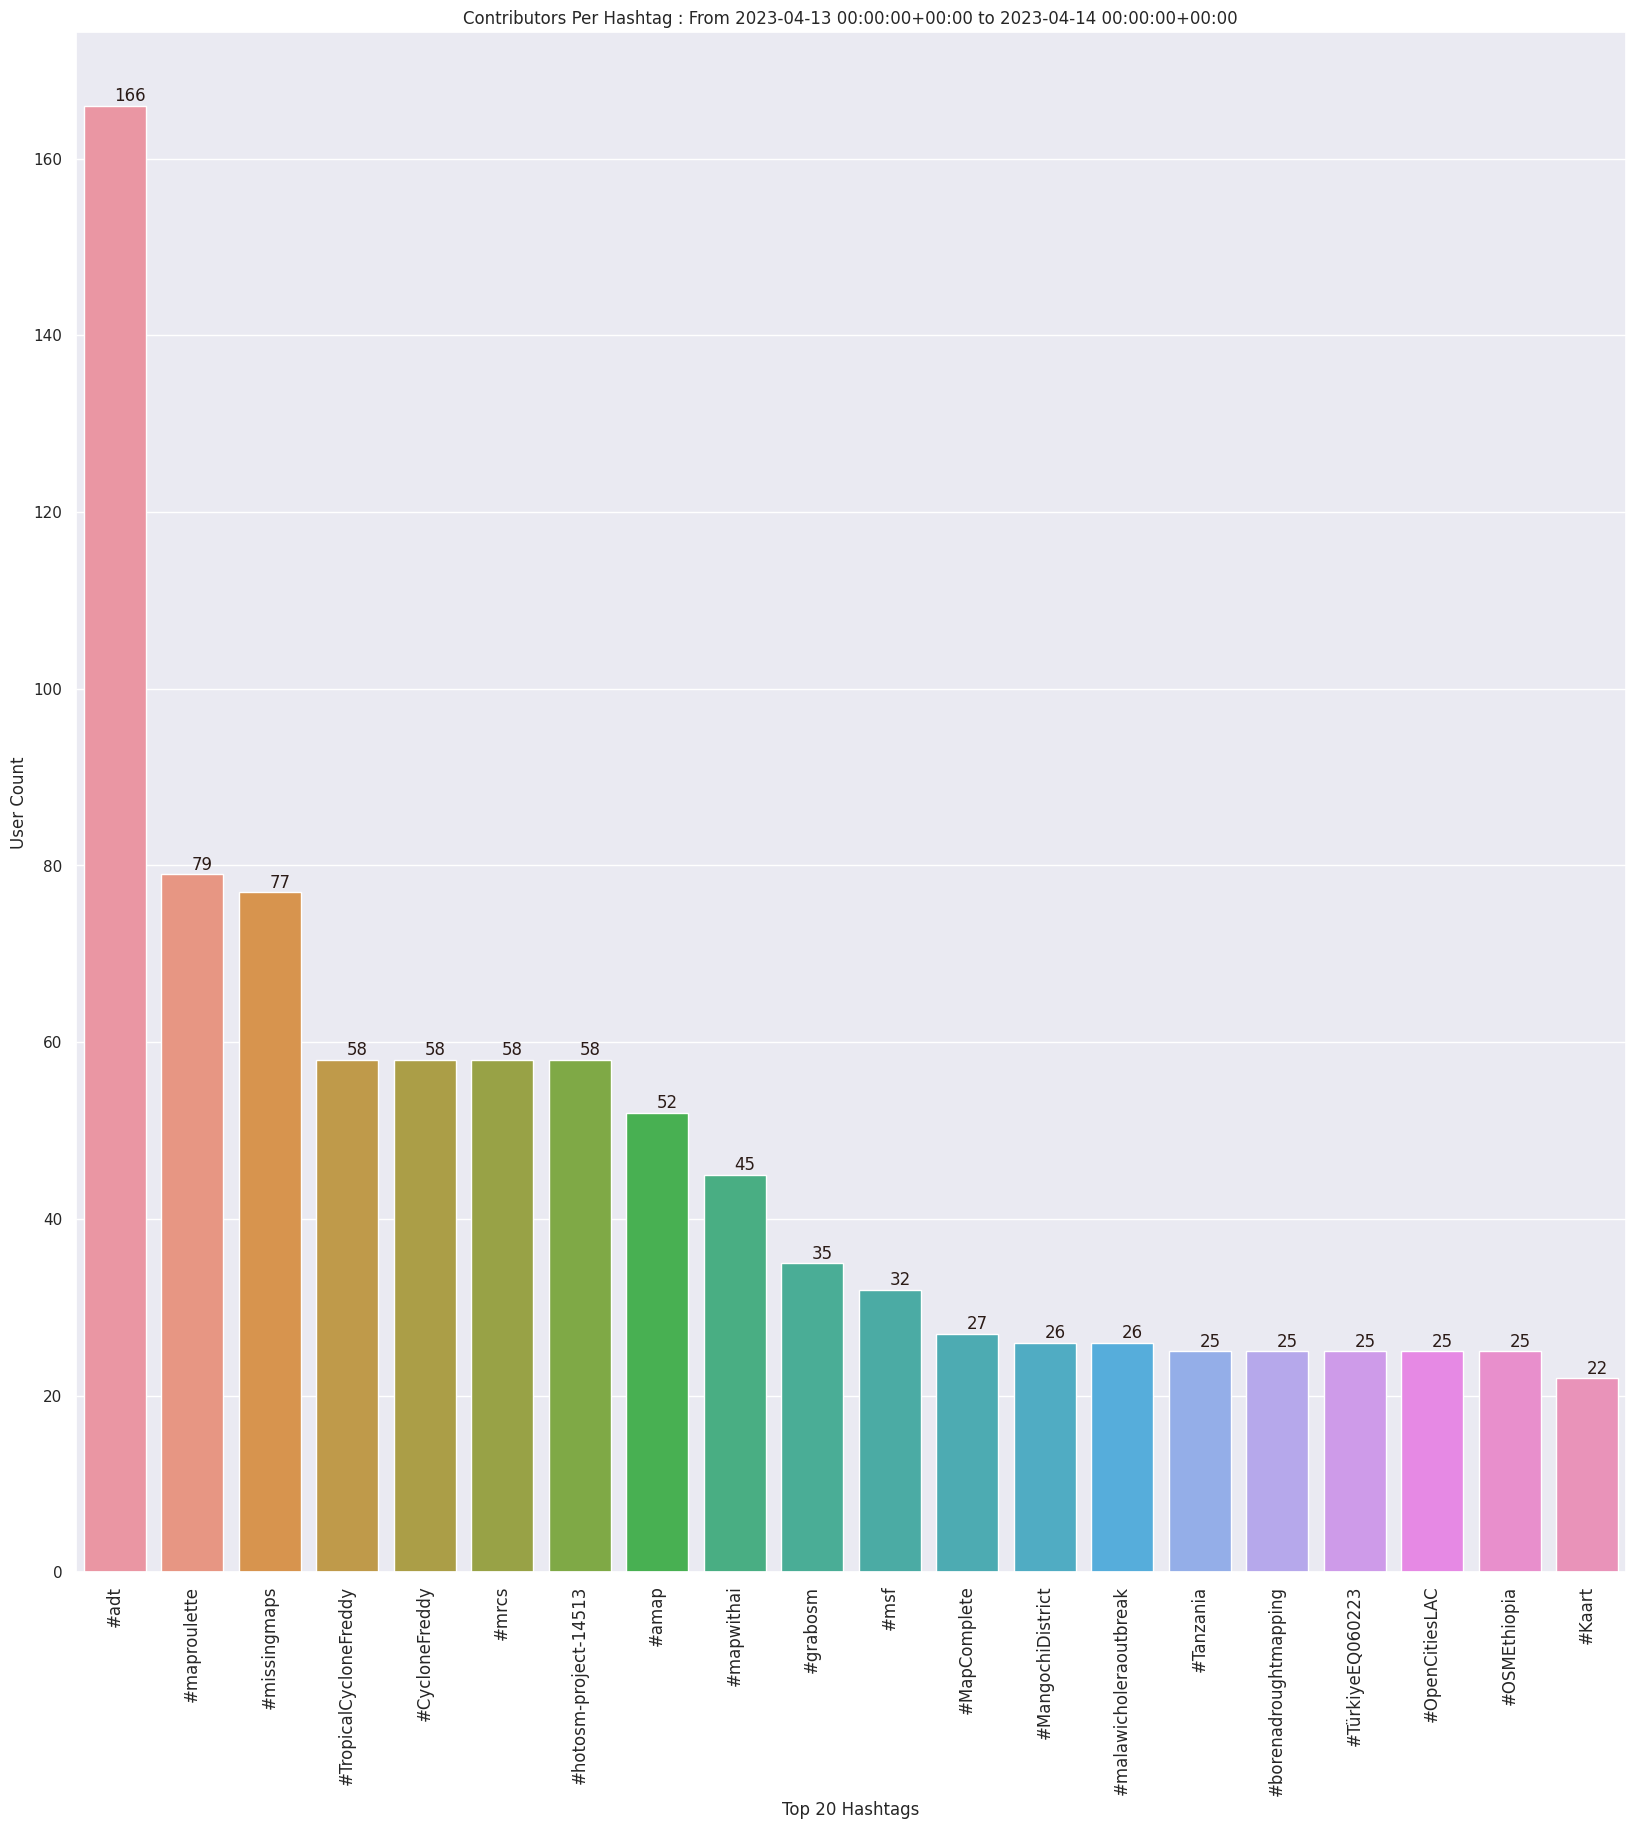 Contributors Per Hashtag : From 2023-04-13 00:00:00+00:00 to 2023-04-14 00:00:00+00:00
User Count
160
140
120
100
80
60
40
20
0
166
79
77
58
58
58
58
52
45
35
32
27
26
26
25
25
25
25
25
22
#adt
#maproulette
#missingmaps
#TropicalCycloneFreddy
#CycloneFreddy
#mrcs
#hotosm-project-14513
#amap
#mapwithai
#grabosm
#msf
#MapComplete
#MangochiDistrict
#malawicholeraoutbreak
#Tanzania
#borenadroughtmapping
#TürkiyeEQ060223
#OpenCitiesLAC
#OSMEthiopia
#Kaart
Top 20 Hashtags